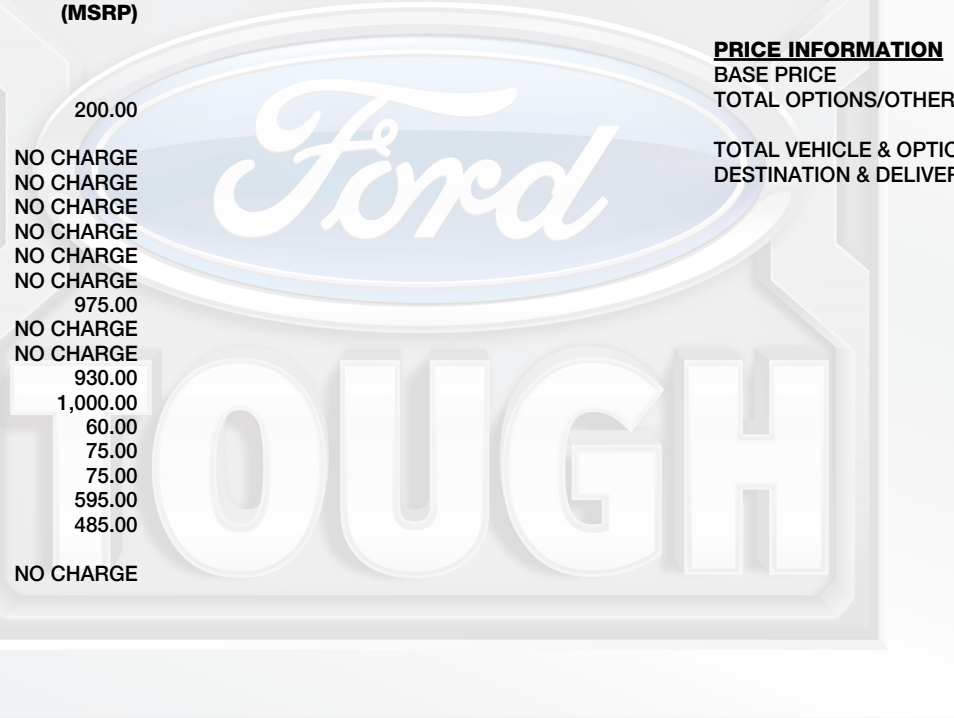 (MSRP)
200.00
NO CHARGE
NO CHARGE
NO CHARGE
NO CHARGE
NO CHARGE
NO CHARGE
975.00
NO CHARGE
NO CHARGE
930.00
1,000.00
60.00
75.00
75.00
595.00
485.00
NO CHARGE
PRICE INFORMATION
BASE PRICE
TOTAL OPTIONS/OTHER
TOTAL VEHICLE & OPTIO
DESTINATION & DELIVER
Ford
TOUGH